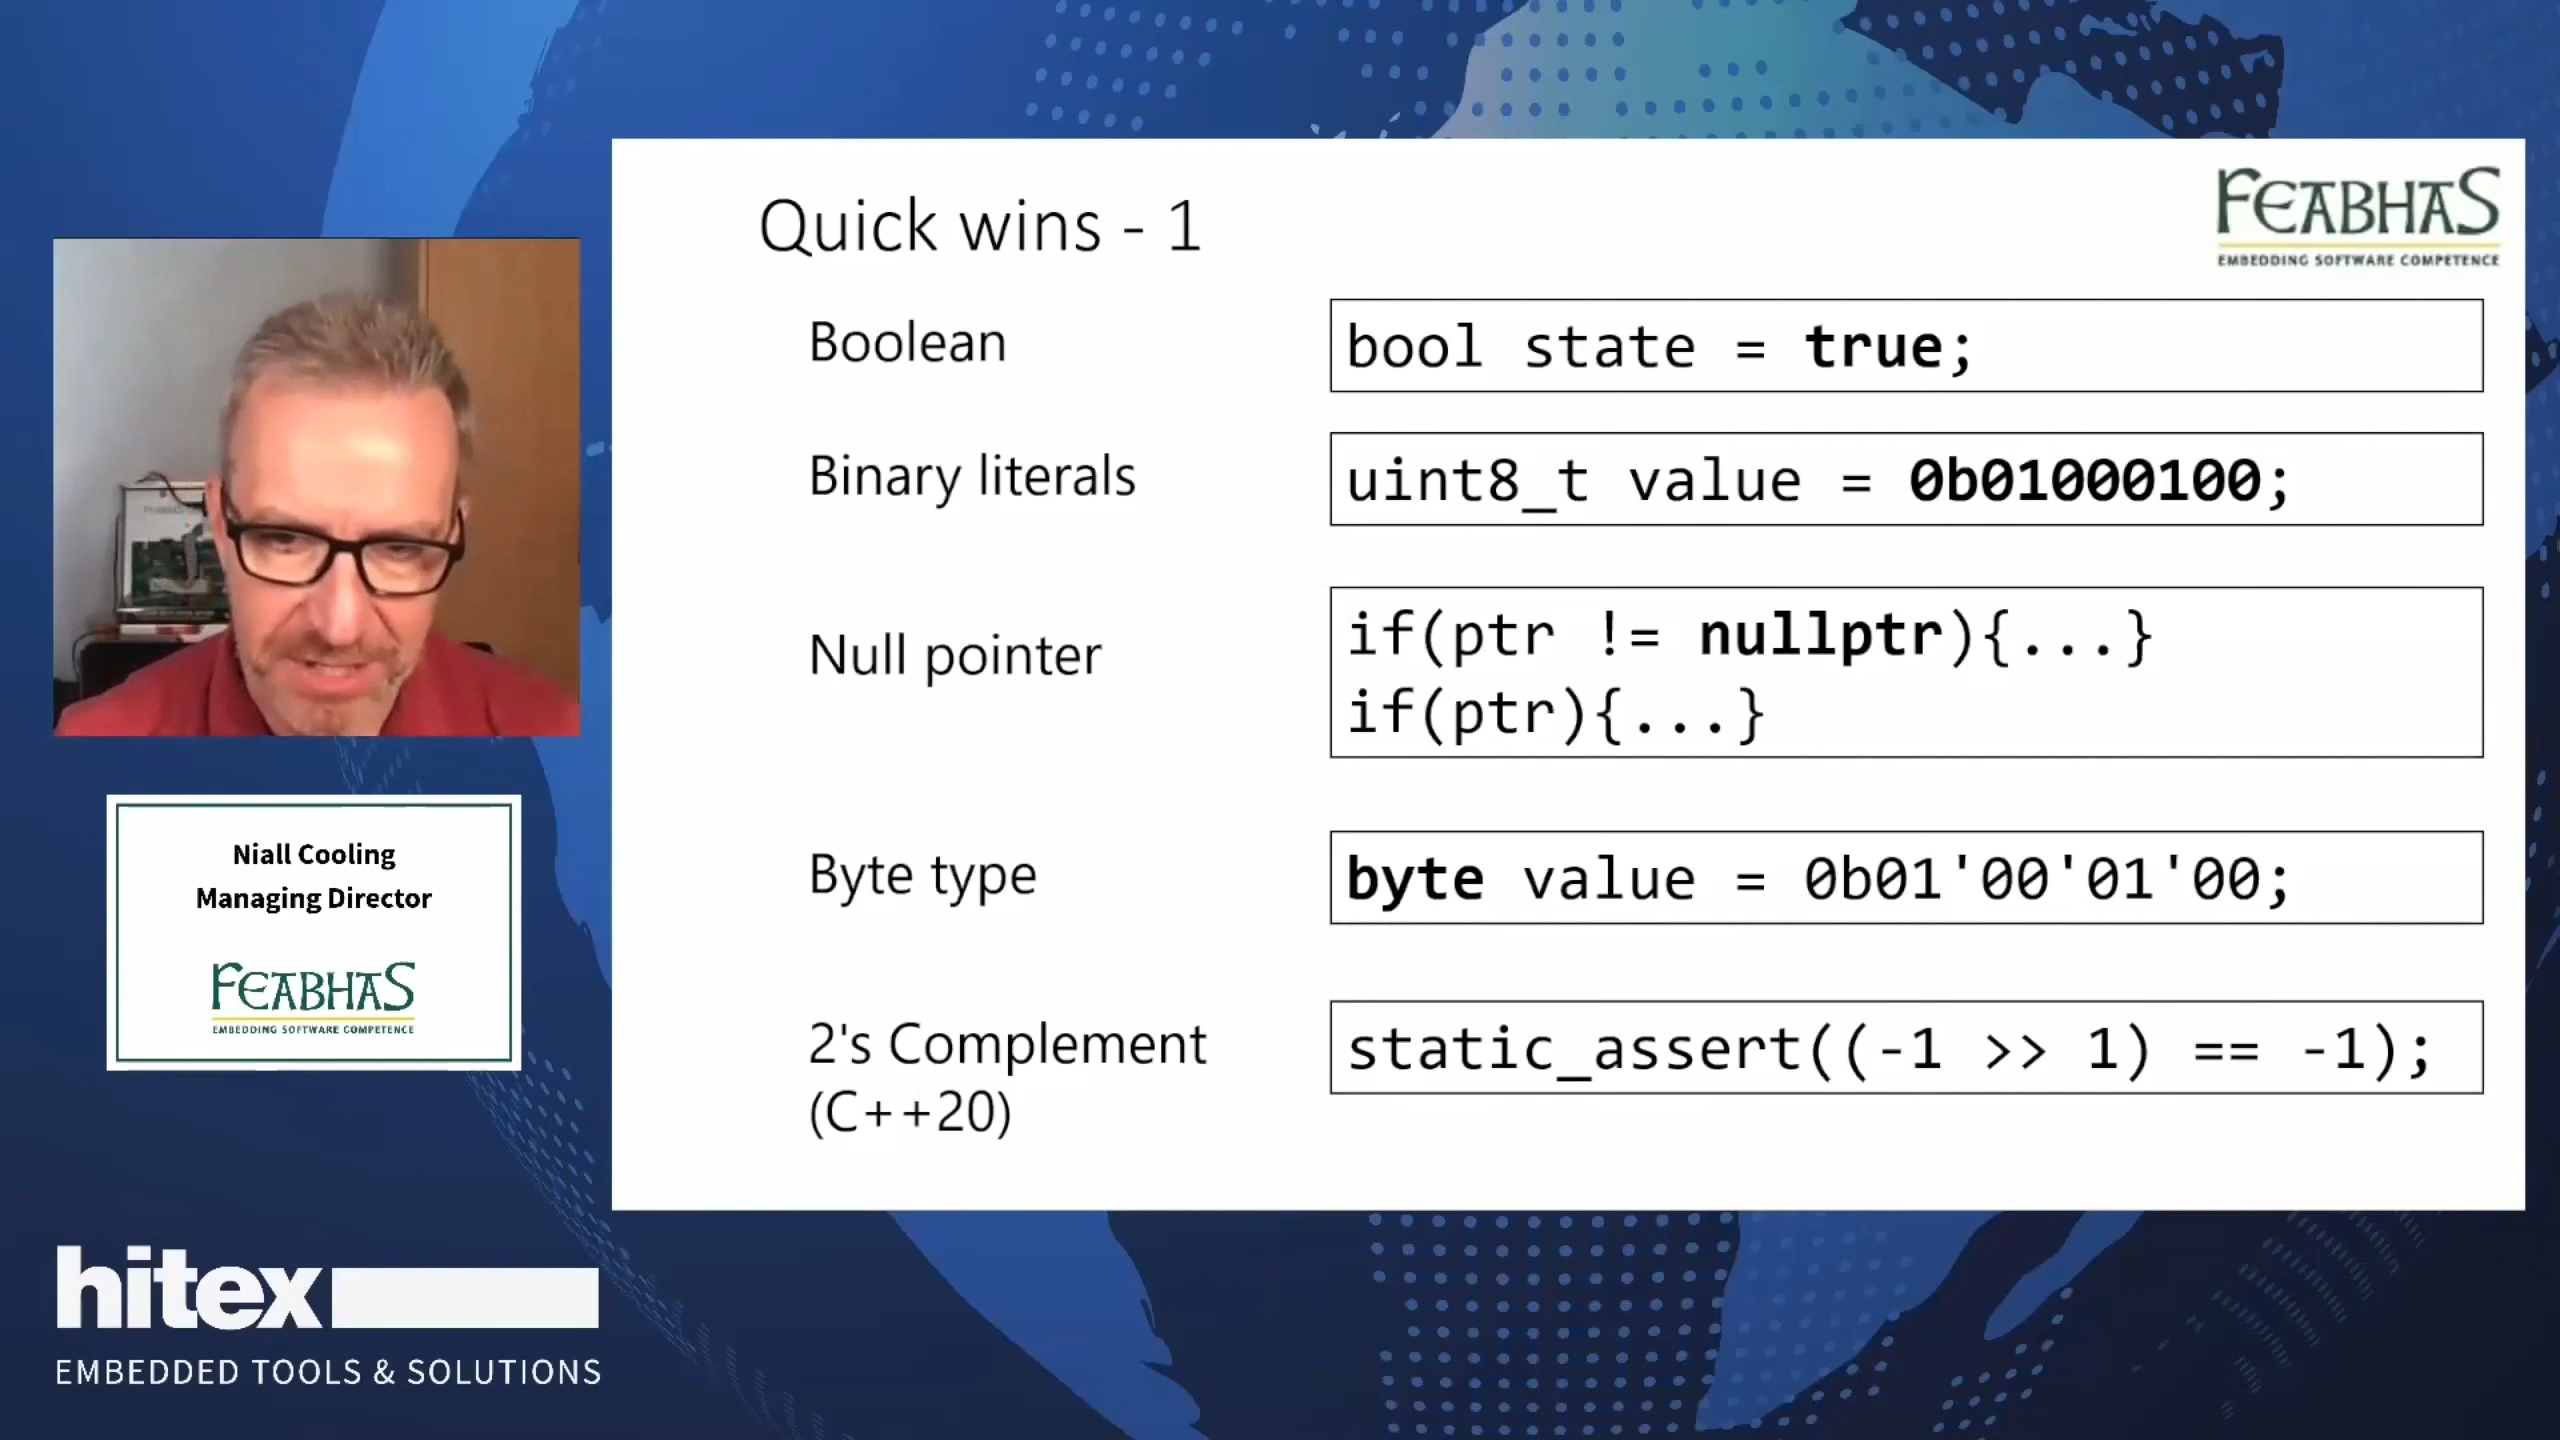 Quick wins - 1
FEABHAS
EMBEDDING SOFTWARE COMPETENCE
Boolean
bool state = true;
Binary literals
uint8_t value = 0b01000100;
Null pointer
if(ptr != nullptr){...}
if(ptr){...}
Byte type
byte value = 0b01'00'01'00;
2's Complement
(C++20)
static_assert((-1 >> 1) == -1);
Niall Cooling
Managing Director
FEABHAS
EMBEDDING SOFTWARE COMPETENCE
hitex
EMBEDDED TOOLS & SOLUTIONS